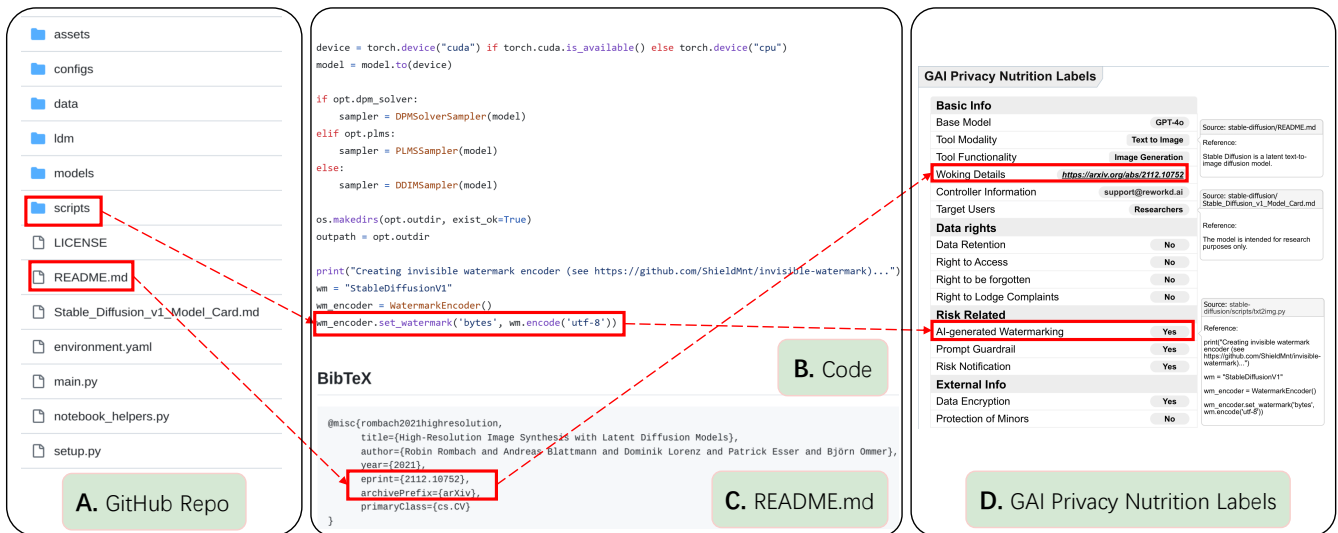 assets
configs
data
ldm
models
scripts
LICENSE
README.md
Stable_Diffusion_v1_Model_Card.md
environment.yaml
main.py
notebook_helpers.py
setup.py
A. GitHub Repo
device = torch.device("cuda") if torch.cuda.is_available() else torch.device("cpu")
model = model.to(device)
if opt.dpm_solver:
sampler = DPMSolverSampler(model)
elif opt.plms:
sampler = PLMSSampler(model)
else:
sampler = DDIMSampler(model)
os.makedirs(opt.outdir, exist_ok=True)
outpath = opt.outdir
print("Creating invisible watermark encoder (see https://github.com/ShieldMnt/invisible-watermark)...")
wm = "StableDiffusionV1"
wm_encoder = WatermarkEncoder()
wm_encoder.set_watermark('bytes', wm.encode('utf-8'))
B. Code
BibTeX
@misc{rombach2021highresolution,
title={High-Resolution Image Synthesis with Latent Diffusion Models},
author={Robin Rombach and Andreas Blattmann and Dominik Lorenz and Patrick Esser and Björn Ommer},
year={2021},
eprint={2112.10752},
archivePrefix={arXiv},
primaryClass={cs.CV}
}
C. README.md
GAI Privacy Nutrition Labels
Basic Info
Base Model GPT-4o
Tool Modality Text to Image
Tool Functionality Image Generation
Woking Details https://arxiv.org/abs/2112.10752
Controller Information support@reworkd.ai
Target Users Researchers
Data rights
Data Retention No
Right to Access No
Right to be forgotten No
Right to Lodge Complaints No
Risk Related
AI-generated Watermarking Yes
Prompt Guardrail Yes
Risk Notification Yes
External Info
Data Encryption Yes
Protection of Minors No
Source: stable-diffusion/README.md
Reference:
Stable Diffusion is a latent text-to-
image diffusion model.
Source: stable-diffusion/
Stable_Diffusion_v1_Model_Card.md
Reference:
The model is intended for research
purposes only.
Source: stable-
diffusion/scripts/txt2img.py
Reference:
print("Creating invisible watermark
encoder (see
https://github.com/ShieldMnt/invisible-
watermark)...")
wm = "StableDiffusionV1"
wm_encoder = WatermarkEncoder()
wm_encoder.set_watermark('bytes',
wm.encode('utf-8'))
D. GAI Privacy Nutrition Labels